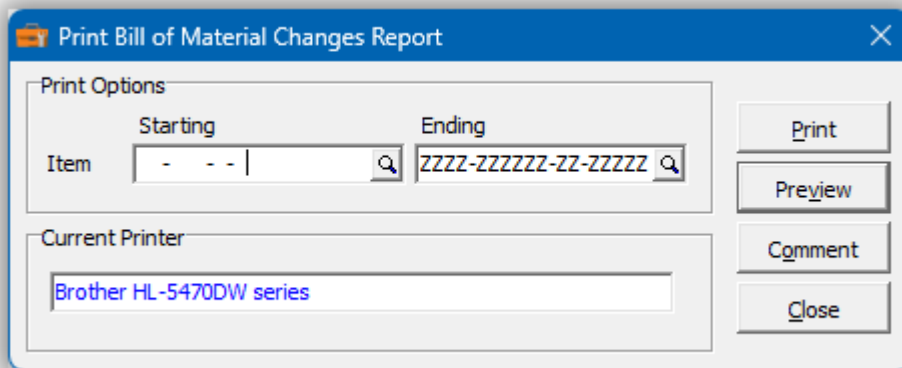 Print Bill of Material Changes Report
Print Options
Starting Ending
Item - - - ZZZZ-ZZZZZZ-ZZ-ZZZZZ
Current Printer
Brother HL-5470DW series
Print
Preview
Comment
Close